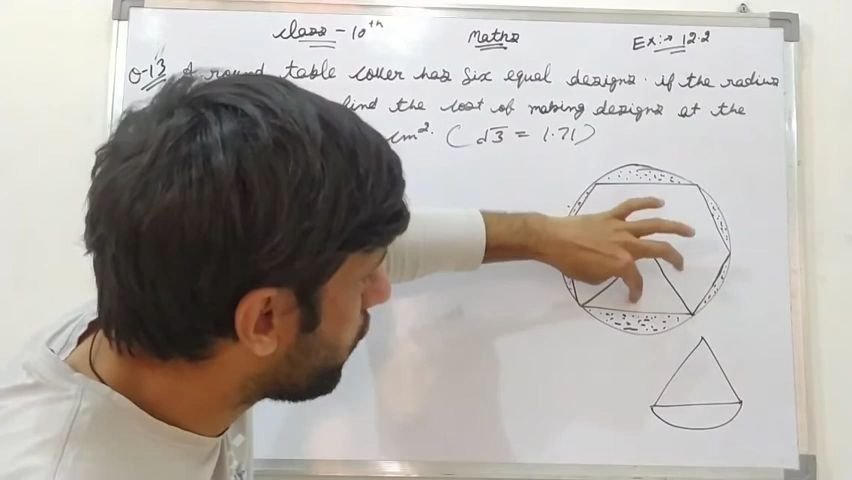 Class - 10th
Maths
Ex:→ 12.2
Q-13 A round table cover has six equal designs. if the radius
find the cost of making designs at the
cm². (√3 = 1.71)